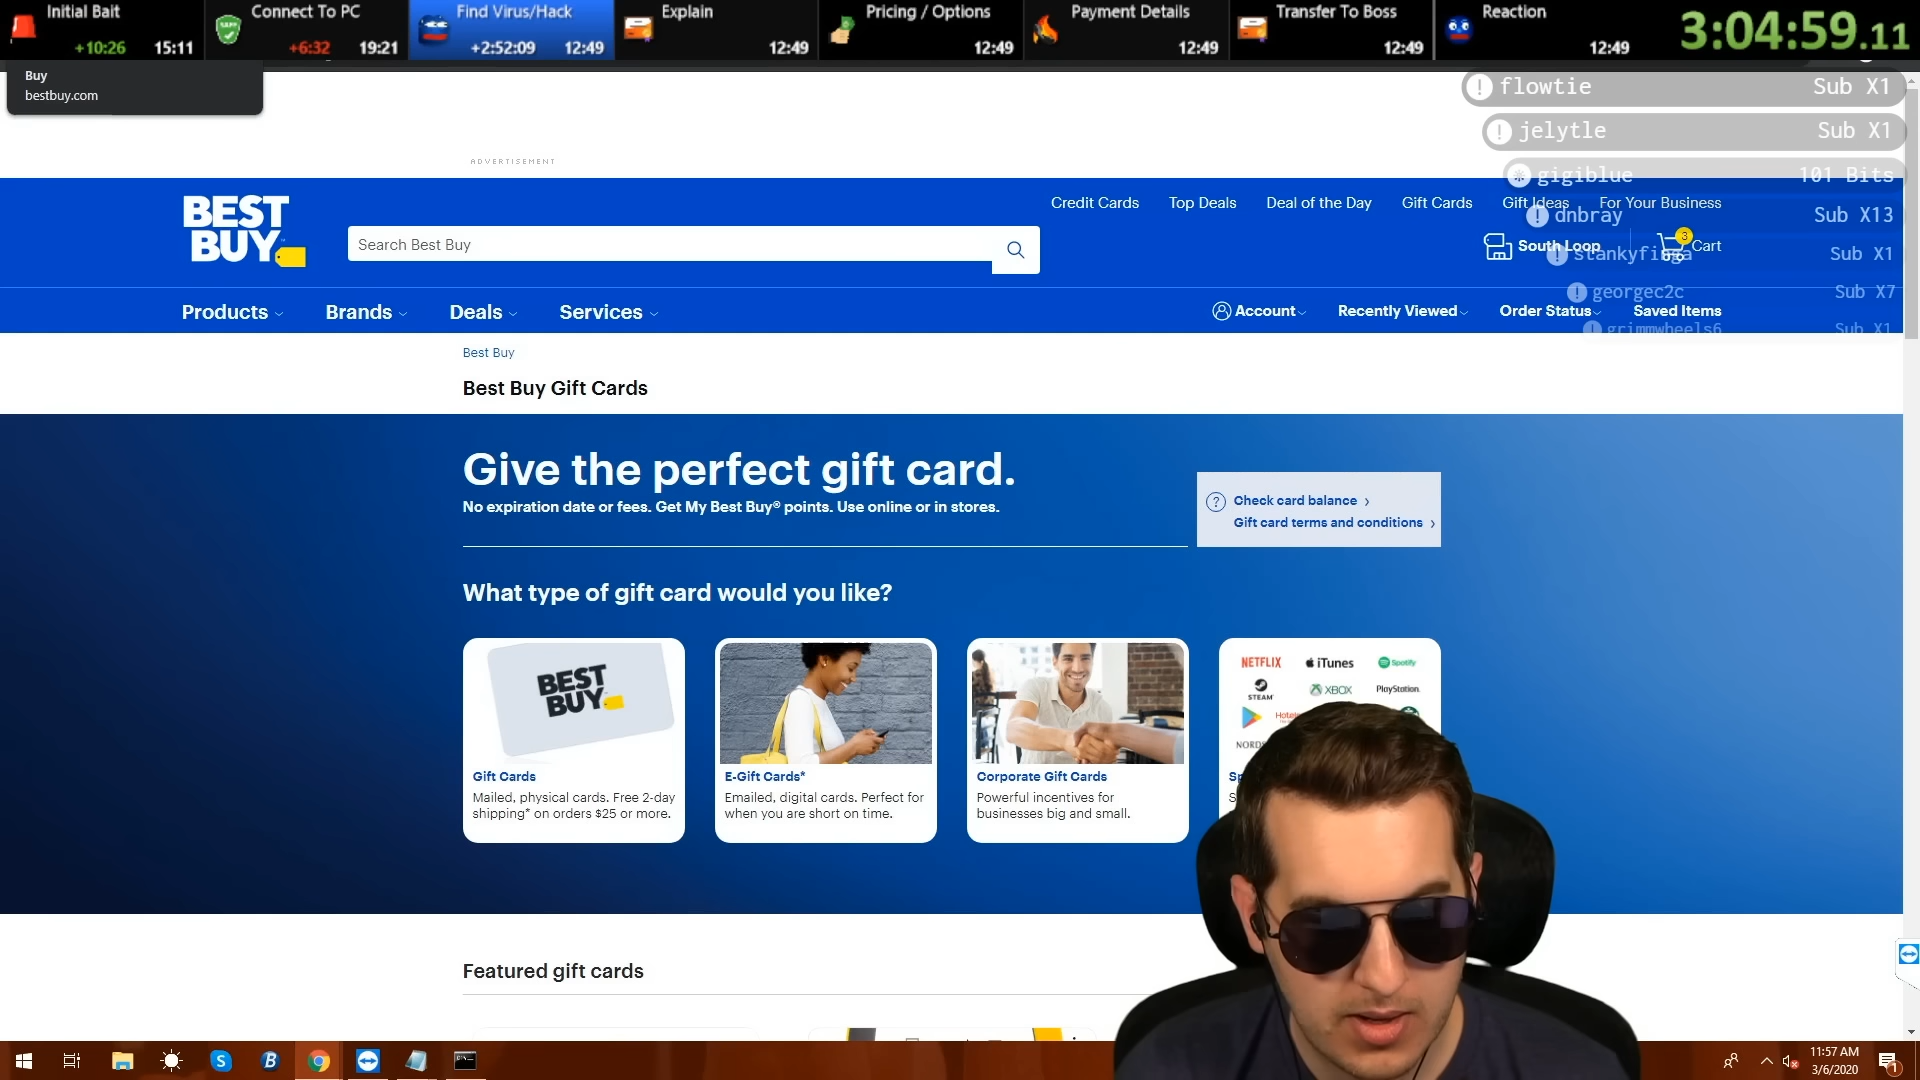 Initial Bait
+10:26 15:11
Connect To PC
+6:32 19:21
Find Virus/Hack
+2:52:09 12:49
Explain
12:49
Pricing / Options
12:49
Payment Details
12:49
Transfer To Boss
12:49
Reaction
12:49
3:04:59.11
Buy
bestbuy.com
flowtie Sub X1
jelytle Sub X1
gigiblue 101 Bits
dnbray Sub X13
stankyfinga Sub X1
georgec2c Sub X7
grimmwheels6 Sub X1
ADVERTISEMENT
BEST
BUY
Search Best Buy
Credit Cards Top Deals Deal of the Day Gift Cards Gift Ideas For Your Business
South Loop
3
Cart
Products Brands Deals Services
Account Recently Viewed Order Status Saved Items
Best Buy
Best Buy Gift Cards
Give the perfect gift card.
No expiration date or fees. Get My Best Buy® points. Use online or in stores.
? Check card balance ›
Gift card terms and conditions ›
What type of gift card would you like?
BEST
BUY
Gift Cards
Mailed, physical cards. Free 2-day
shipping* on orders $25 or more.
E-Gift Cards*
Emailed, digital cards. Perfect for
when you are short on time.
Corporate Gift Cards
Powerful incentives for
businesses big and small.
NETFLIX iTunes Spotify
STEAM XBOX PlayStation.
Featured gift cards
11:57 AM
3/6/2020
1